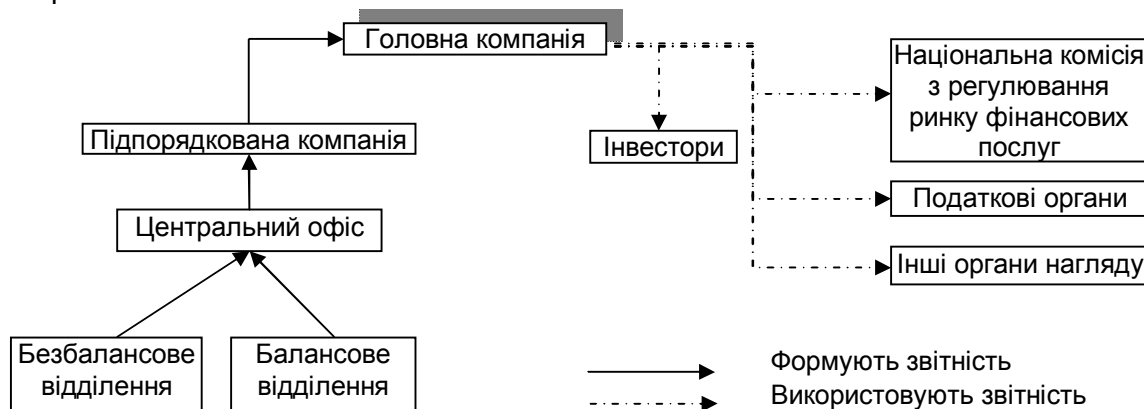 Головна компанія
Національна комісія
з регулювання
ринку фінансових
послуг
Підпорядкована компанія
Інвестори
Податкові органи
Центральний офіс
Інші органи нагляду
Безбалансове
відділення
Балансове
відділення
Формують звітність
Використовують звітність